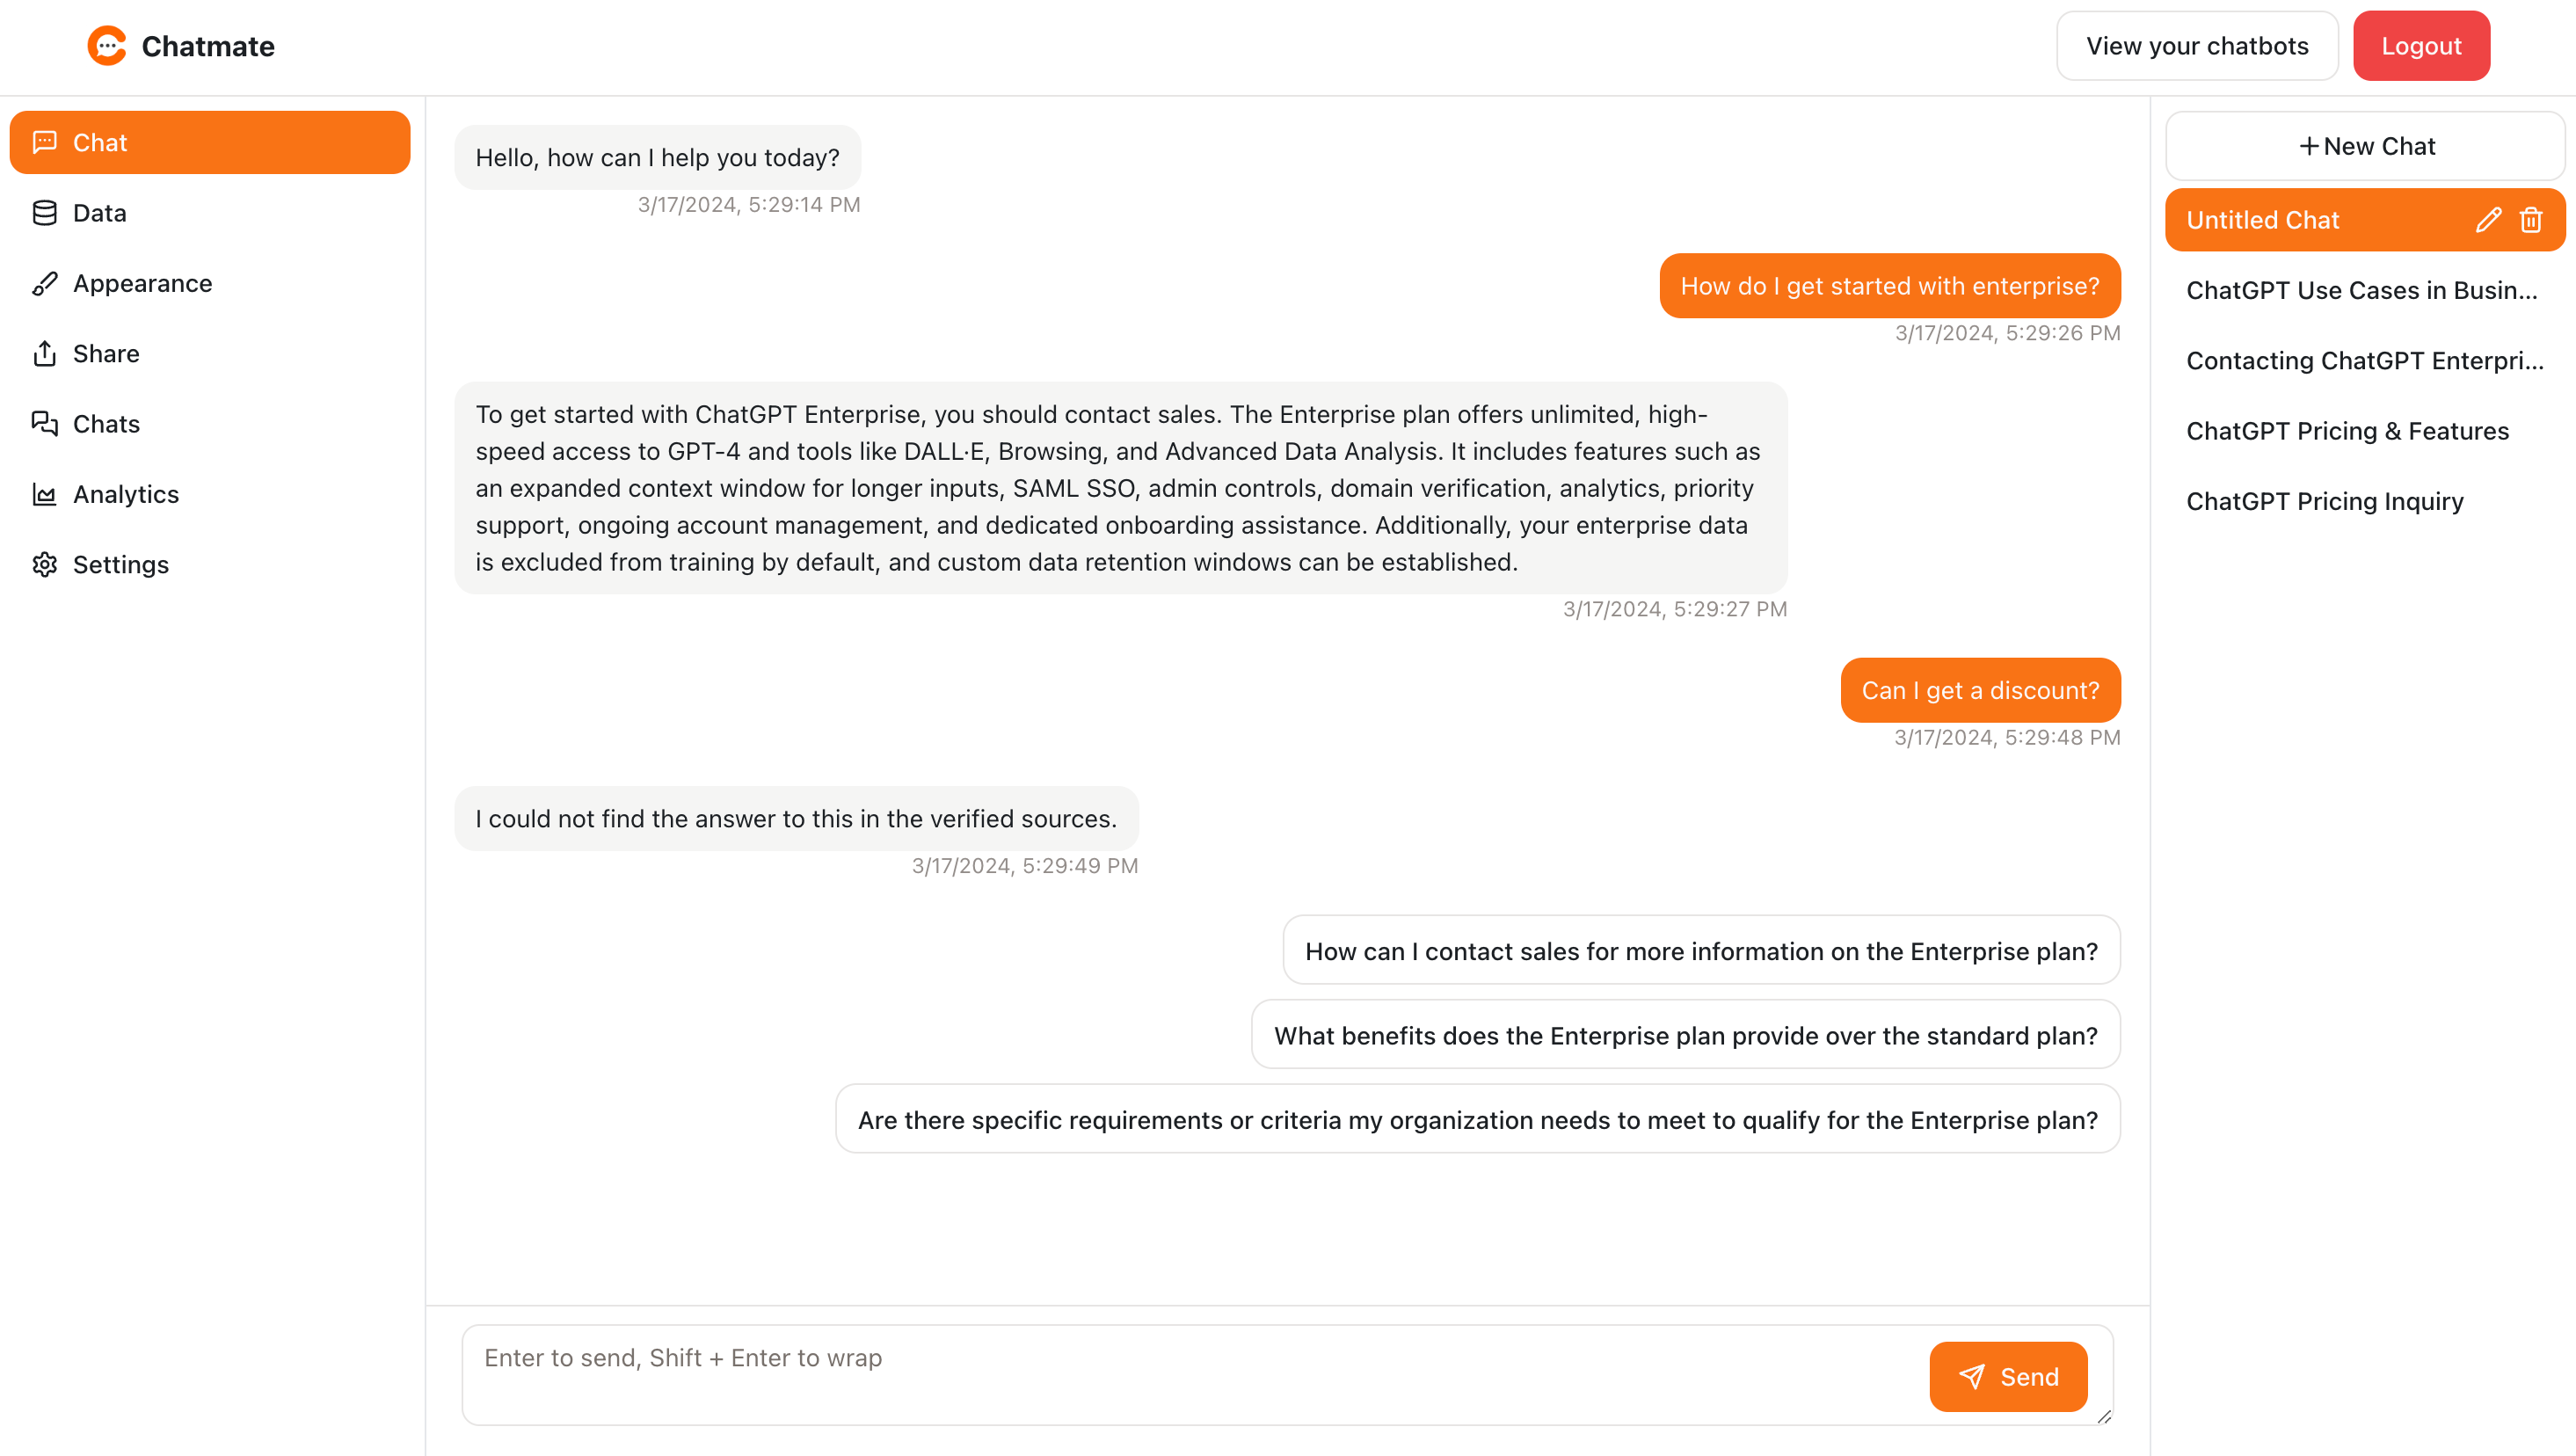 Chatmate
View your chatbots
Logout
Chat
Data
Appearance
Share
Chats
Analytics
Settings
Hello, how can I help you today?
3/17/2024, 5:29:14 PM
How do I get started with enterprise?
3/17/2024, 5:29:26 PM
To get started with ChatGPT Enterprise, you should contact sales. The Enterprise plan offers unlimited, high-
speed access to GPT-4 and tools like DALL·E, Browsing, and Advanced Data Analysis. It includes features such as
an expanded context window for longer inputs, SAML SSO, admin controls, domain verification, analytics, priority
support, ongoing account management, and dedicated onboarding assistance. Additionally, your enterprise data
is excluded from training by default, and custom data retention windows can be established.
3/17/2024, 5:29:27 PM
Can I get a discount?
3/17/2024, 5:29:48 PM
I could not find the answer to this in the verified sources.
3/17/2024, 5:29:49 PM
How can I contact sales for more information on the Enterprise plan?
What benefits does the Enterprise plan provide over the standard plan?
Are there specific requirements or criteria my organization needs to meet to qualify for the Enterprise plan?
Enter to send, Shift + Enter to wrap
Send
+ New Chat
Untitled Chat
ChatGPT Use Cases in Busin...
Contacting ChatGPT Enterpri...
ChatGPT Pricing & Features
ChatGPT Pricing Inquiry